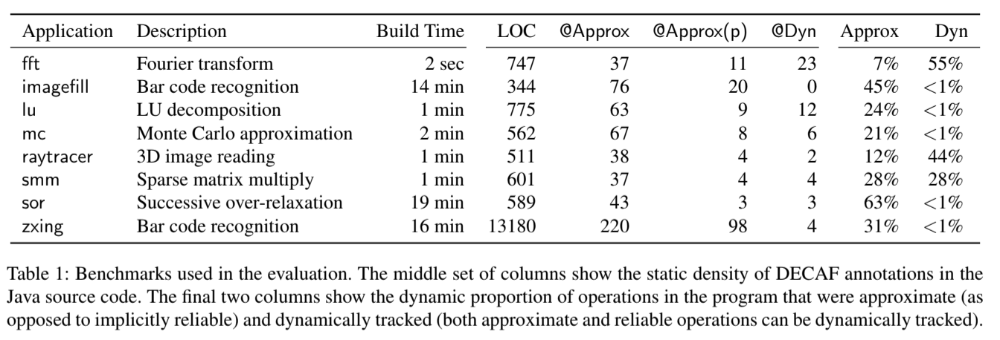 Application Description Build Time LOC @Approx @Approx(p) @Dyn Approx Dyn
fft Fourier transform 2 sec 747 37 11 23 7% 55%
imagefill Bar code recognition 14 min 344 76 20 0 45% <1%
lu LU decomposition 1 min 775 63 9 12 24% <1%
mc Monte Carlo approximation 2 min 562 67 8 6 21% <1%
raytracer 3D image reading 1 min 511 38 4 2 12% 44%
smm Sparse matrix multiply 1 min 601 37 4 4 28% 28%
sor Successive over-relaxation 19 min 589 43 3 3 63% <1%
zxing Bar code recognition 16 min 13180 220 98 4 31% <1%
Table 1: Benchmarks used in the evaluation. The middle set of columns show the static density of DECAF annotations in the
Java source code. The final two columns show the dynamic proportion of operations in the program that were approximate (as
opposed to implicitly reliable) and dynamically tracked (both approximate and reliable operations can be dynamically tracked).